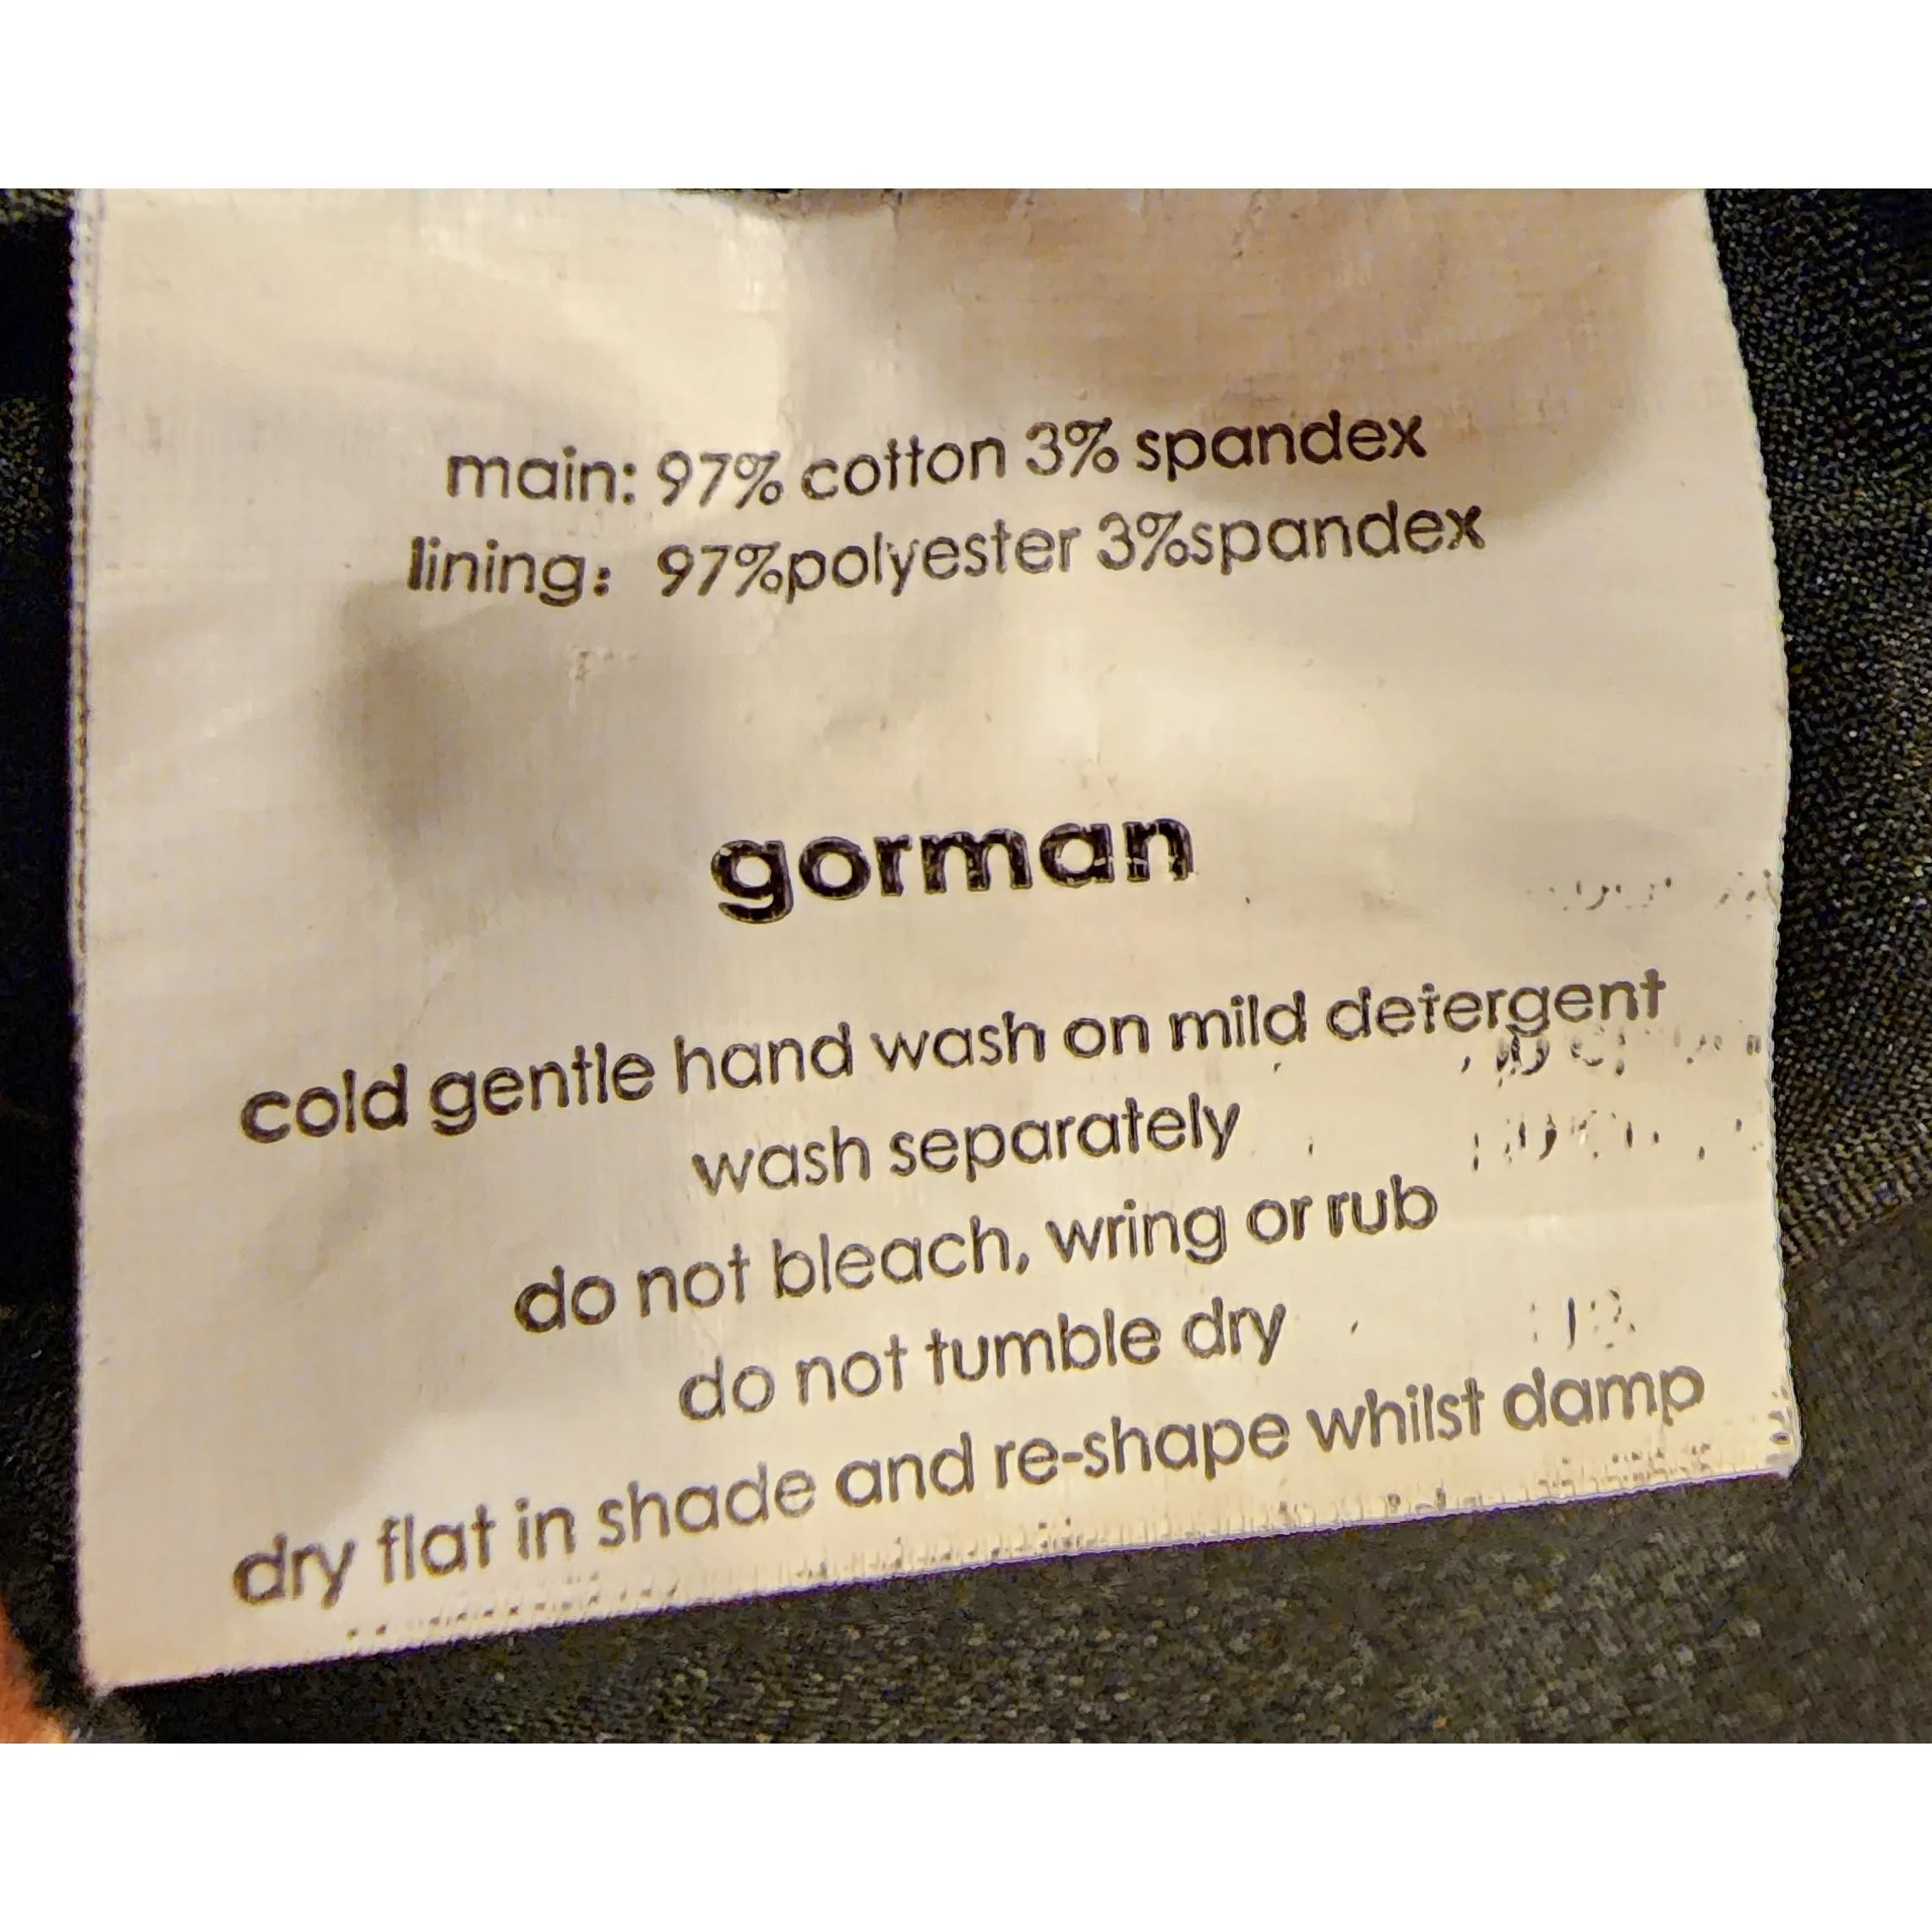 main: 97% cotton 3% spandex
lining: 97%polyester 3%spandex
gorman
cold gentle hand wash on mild detergent
wash separately
do not bleach, wring or rub
do not tumble dry
dry flat in shade and re-shape whilst damp